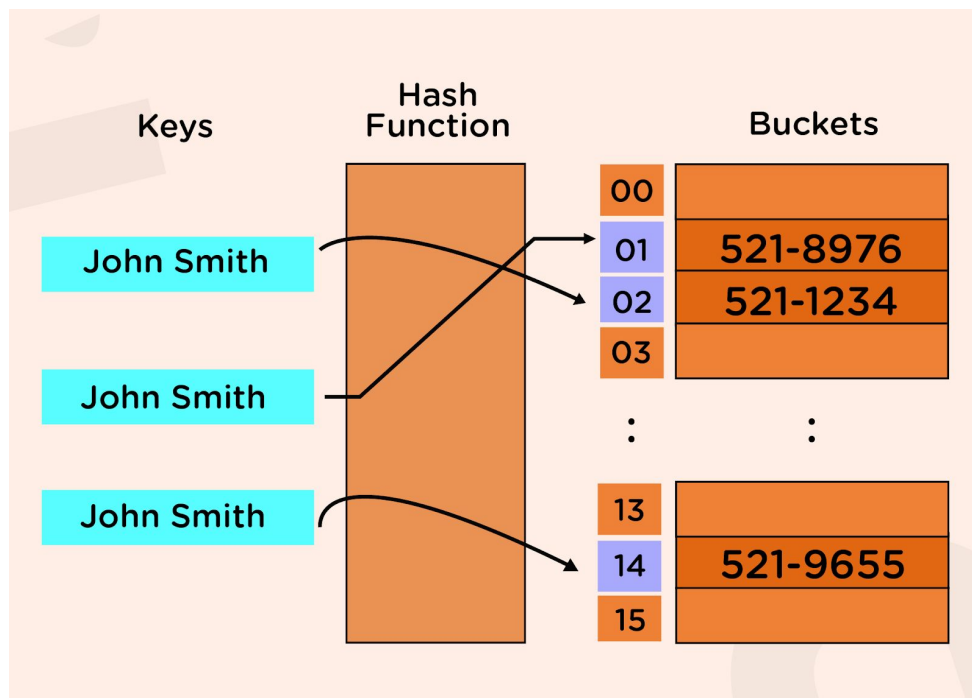 Keys
Hash
Function
Buckets
John Smith
John Smith
John Smith
00
01 521-8976
02 521-1234
03
: :
13
14 521-9655
15